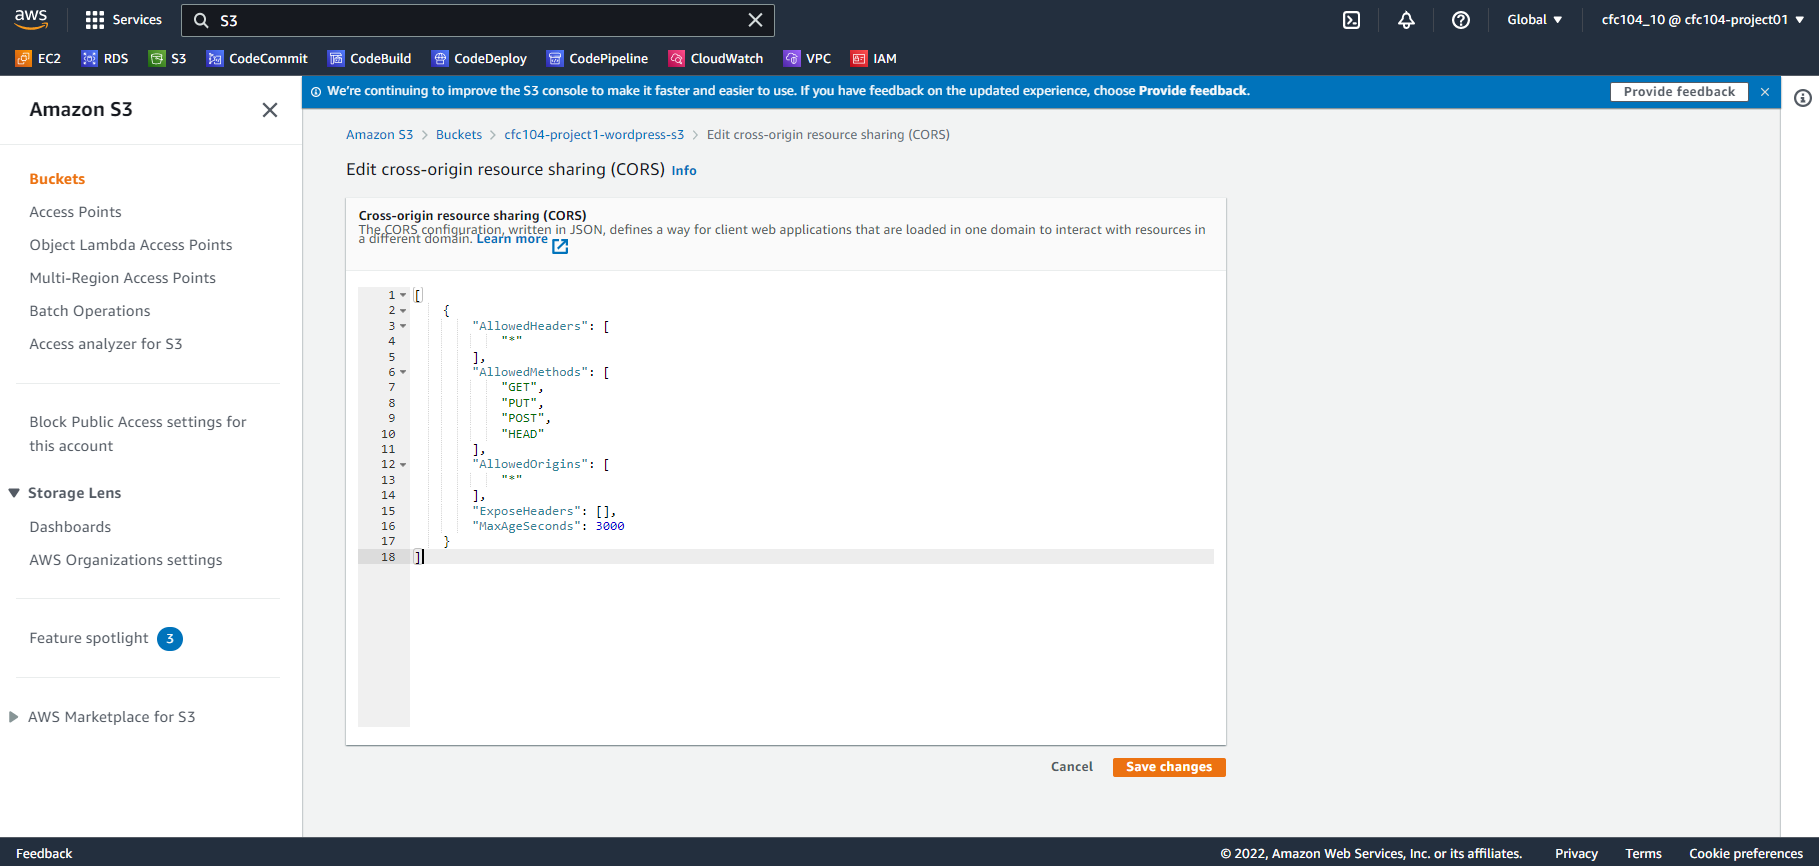 aws
Services
S3
Global
cfc104_10 @ cfc104-project01
EC2
RDS
S3
CodeCommit
CodeBuild
CodeDeploy
CodePipeline
CloudWatch
VPC
IAM
We're continuing to improve the S3 console to make it faster and easier to use. If you have feedback on the updated experience, choose Provide feedback.
Provide feedback
Amazon S3
Buckets
Access Points
Object Lambda Access Points
Multi-Region Access Points
Batch Operations
Access analyzer for S3
Block Public Access settings for
this account
Storage Lens
Dashboards
AWS Organizations settings
Feature spotlight 3
AWS Marketplace for S3
Amazon S3 > Buckets > cfc104-project1-wordpress-s3 > Edit cross-origin resource sharing (CORS)
Edit cross-origin resource sharing (CORS) Info
Cross-origin resource sharing (CORS)
The CORS configuration, written in JSON, defines a way for client web applications that are loaded in one domain to interact with resources in
a different domain. Learn more
1 [
2 {
3 "AllowedHeaders": [
4 "*"
5 ],
6 "AllowedMethods": [
7 "GET",
8 "PUT",
9 "POST",
10 "HEAD"
11 ],
12 "AllowedOrigins": [
13 "*"
14 ],
15 "ExposeHeaders": [],
16 "MaxAgeSeconds": 3000
17 }
18 ]
Cancel
Save changes
Feedback
© 2022, Amazon Web Services, Inc. or its affiliates.
Privacy
Terms
Cookie preferences